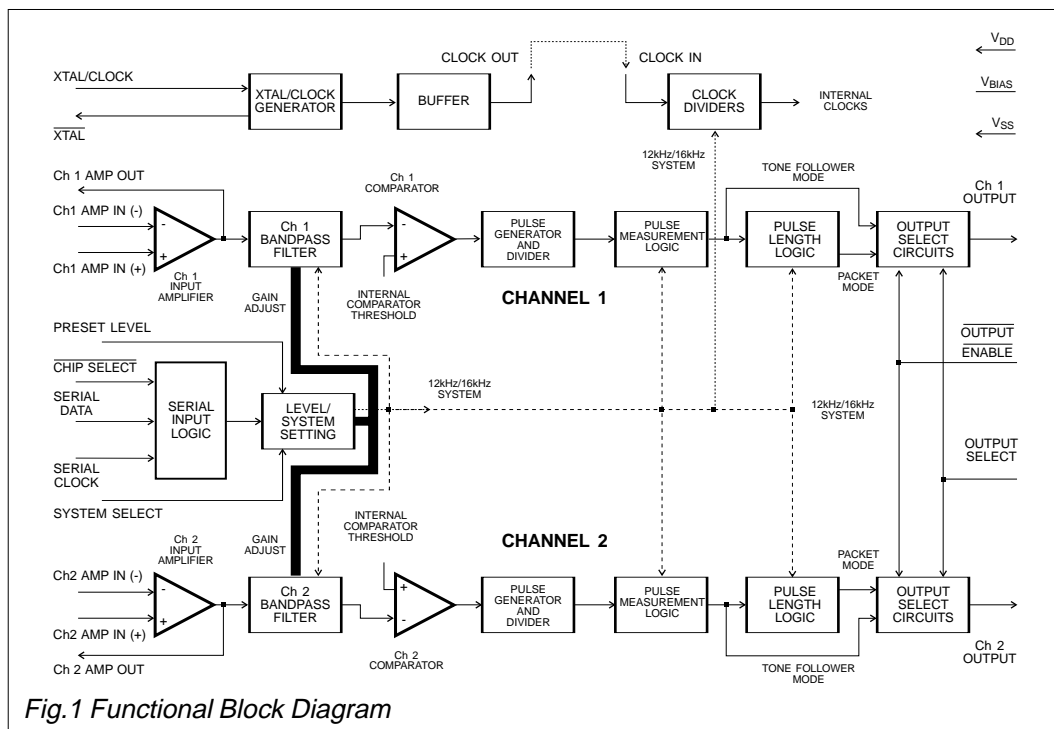 CLOCK OUT
CLOCK IN
V DD
XTAL/CLOCK
XTAL/CLOCK
GENERATOR
BUFFER
CLOCK
DIVIDERS
INTERNAL
CLOCKS
V BIAS
XTAL
V SS
12kHz/16kHz
SYSTEM
Ch 1 AMP OUT
Ch 1
COMPARATOR
TONE FOLLOWER
MODE
Ch 1
OUTPUT
Ch1 AMP IN (-)
-
+
Ch1 AMP IN (+)
Ch 1
INPUT
AMPLIFIER
Ch 1
BANDPASS
FILTER
-
+
PULSE
GENERATOR
AND
DIVIDER
PULSE
MEASUREMENT
LOGIC
PULSE
LENGTH
LOGIC
OUTPUT
SELECT
CIRCUITS
GAIN
ADJUST
INTERNAL
COMPARATOR
THRESHOLD
CHANNEL 1
PACKET
MODE
PRESET LEVEL
CHIP SELECT
SERIAL
DATA
SERIAL
CLOCK
SERIAL
INPUT
LOGIC
LEVEL/
SYSTEM
SETTING
12kHz/16kHz
SYSTEM
12kHz/16kHz
SYSTEM
OUTPUT
ENABLE
OUTPUT
SELECT
SYSTEM SELECT
Ch 2
INPUT
AMPLIFIER
GAIN
ADJUST
INTERNAL
COMPARATOR
THRESHOLD
CHANNEL 2
PACKET
MODE
Ch2 AMP IN (-)
-
+
Ch2 AMP IN (+)
Ch 2 AMP OUT
Ch 2
BANDPASS
FILTER
+
-
Ch 2
COMPARATOR
PULSE
GENERATOR
AND
DIVIDER
PULSE
MEASUREMENT
LOGIC
PULSE
LENGTH
LOGIC
OUTPUT
SELECT
CIRCUITS
TONE FOLLOWER
MODE
Ch 2
OUTPUT
Fig.1 Functional Block Diagram